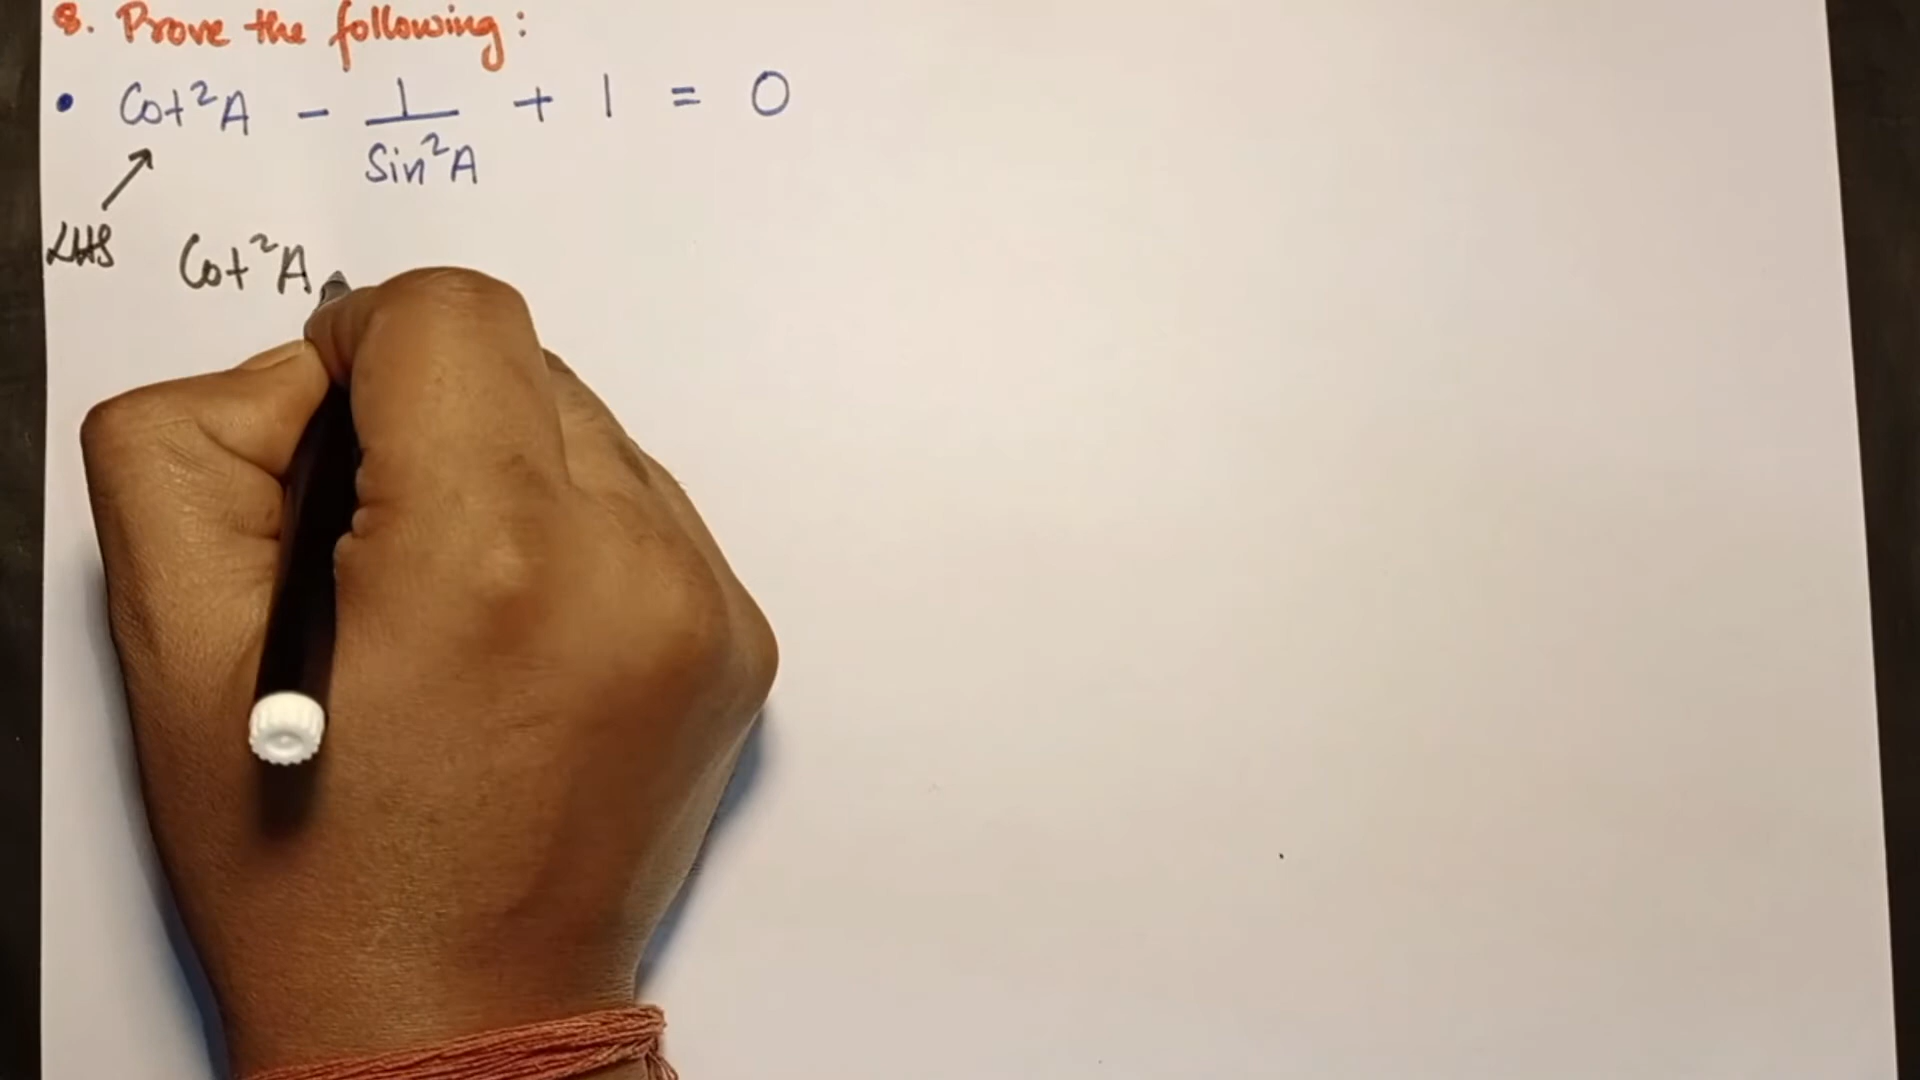 8. Prove the following:
• Cot²A - 1/Sin²A + 1 = 0
LHS Cot²A